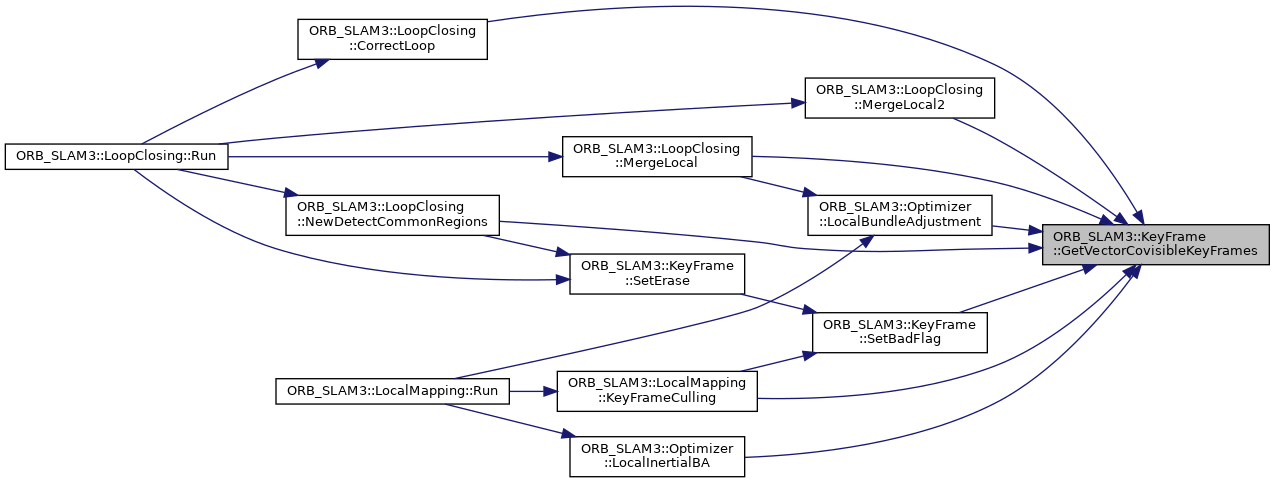 ORB_SLAM3::LoopClosing
::CorrectLoop
ORB_SLAM3::LoopClosing
::MergeLocal2
ORB_SLAM3::LoopClosing::Run
ORB_SLAM3::LoopClosing
::MergeLocal
ORB_SLAM3::LoopClosing
::NewDetectCommonRegions
ORB_SLAM3::Optimizer
::LocalBundleAdjustment
ORB_SLAM3::KeyFrame
::GetVectorCovisibleKeyFrames
ORB_SLAM3::KeyFrame
::SetErase
ORB_SLAM3::KeyFrame
::SetBadFlag
ORB_SLAM3::LocalMapping::Run
ORB_SLAM3::LocalMapping
::KeyFrameCulling
ORB_SLAM3::Optimizer
::LocalInertialBA